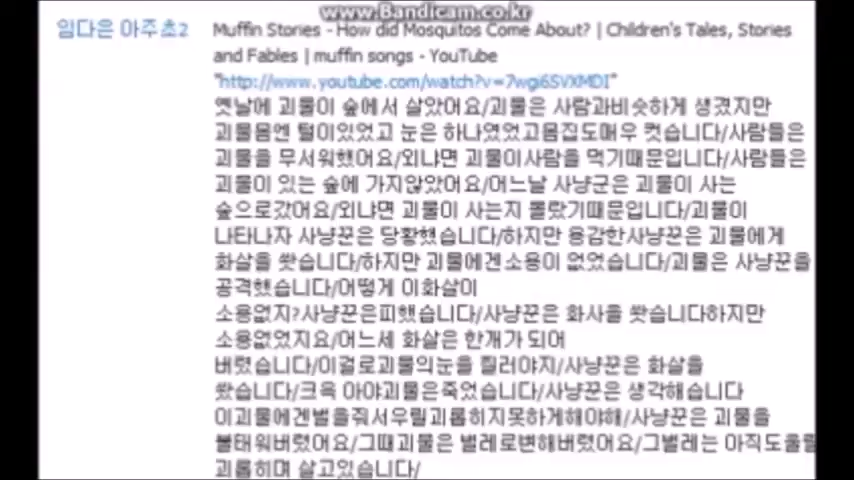 www.Bandicam.co.kr
임다은 아주초2
Muffin Stories - How did Mosquitos Come About? | Children's Tales, Stories
and Fables | muffin songs - YouTube
"http://www.youtube.com/watch?v=7wgi6SVXMDI"
옛날에 괴물이 숲에서 살았어요/괴물은 사람과비슷하게 생겼지만
괴물몸엔 털이있었고 눈은 하나였었고몸집도매우 컷습니다/사람들은
괴물을 무서워했어요/외냐면 괴물이사람을 먹기때문입니다/사람들은
괴물이 있는 숲에 가지않았어요/어느날 사냥군은 괴물이 사는
숲으로갔어요/외냐면 괴물이 사는지 몰랐기때문입니다/괴물이
나타나자 사냥꾼은 당황했습니다/하지만 용감한사냥꾼은 괴물에게
화살을 쐇습니다/하지만 괴물에겐소용이 없었습니다/괴물은 사냥꾼을
공격했습니다/어떻게 이화살이
소용없지?사냥꾼은피했습니다/사냥꾼은 화사을 쐇습니다하지만
소용없었지요/어느세 화살은 한개가 되어
버렸습니다/이걸로괴물의눈을 찔러야지/사냥꾼은 화살을
쐈습니다/크윽 아야괴물은죽었습니다/사냥꾼은 생각해습니다
이괴물에겐벌을줘서우릴괴롭히지못하게해야해/사냥꾼은 괴물을
불태워버렸어요/그때괴물은 벌레로변해버렸어요/그벌레는 아직도울릴
괴롭히며 살고있습니다/